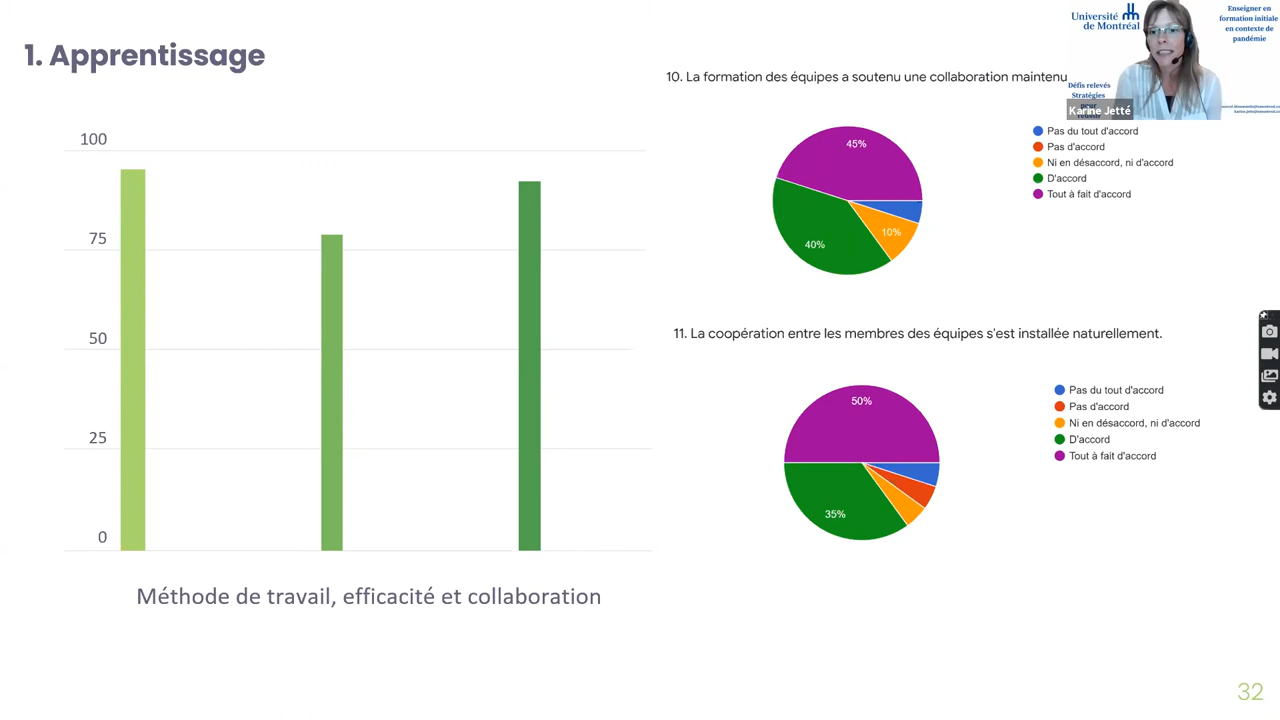 1. Apprentissage
100
75
50
25
0
Méthode de travail, efficacité et collaboration
10. La formation des équipes a soutenu une collaboration maintenu
45%
40%
10%
Pas du tout d'accord
Pas d'accord
Ni en désaccord, ni d'accord
D'accord
Tout à fait d'accord
11. La coopération entre les membres des équipes s'est installée naturellement.
50%
35%
Pas du tout d'accord
Pas d'accord
Ni en désaccord, ni d'accord
D'accord
Tout à fait d'accord
Université
de Montréal
Enseigner en
formation initiale
en contexte de
pandémie
Défis relevés
Stratégies
pour
réussir
Karine Jetté
32